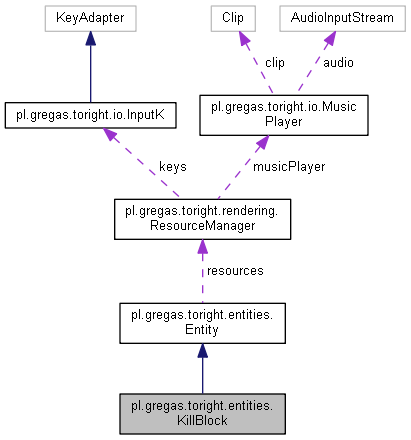 KeyAdapter
Clip
AudioInputStream
clip
audio
pl.gregas.toright.io.InputK
pl.gregas.toright.io.Music
Player
keys
musicPlayer
pl.gregas.toright.rendering.
ResourceManager
resources
pl.gregas.toright.entities.
Entity
pl.gregas.toright.entities.
KillBlock